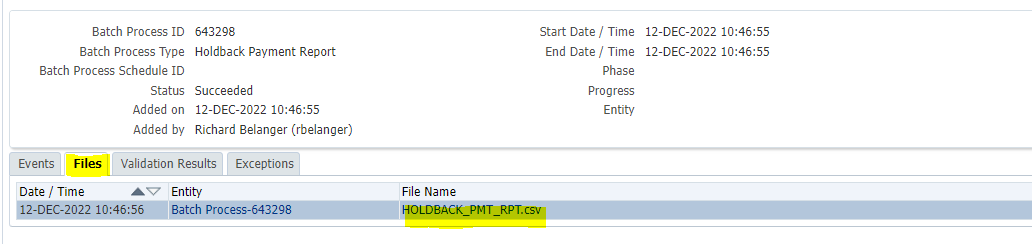 Batch Process ID 643298 Start Date / Time 12-DEC-2022 10:46:55
Batch Process Type Holdback Payment Report End Date / Time 12-DEC-2022 10:46:55
Batch Process Schedule ID Phase
Status Succeeded Progress
Added on 12-DEC-2022 10:46:55 Entity
Added by Richard Belanger (rbelanger)
Events Files Validation Results Exceptions
Date / Time Entity File Name
12-DEC-2022 10:46:56 Batch Process-643298 HOLDBACK_PMT_RPT.csv